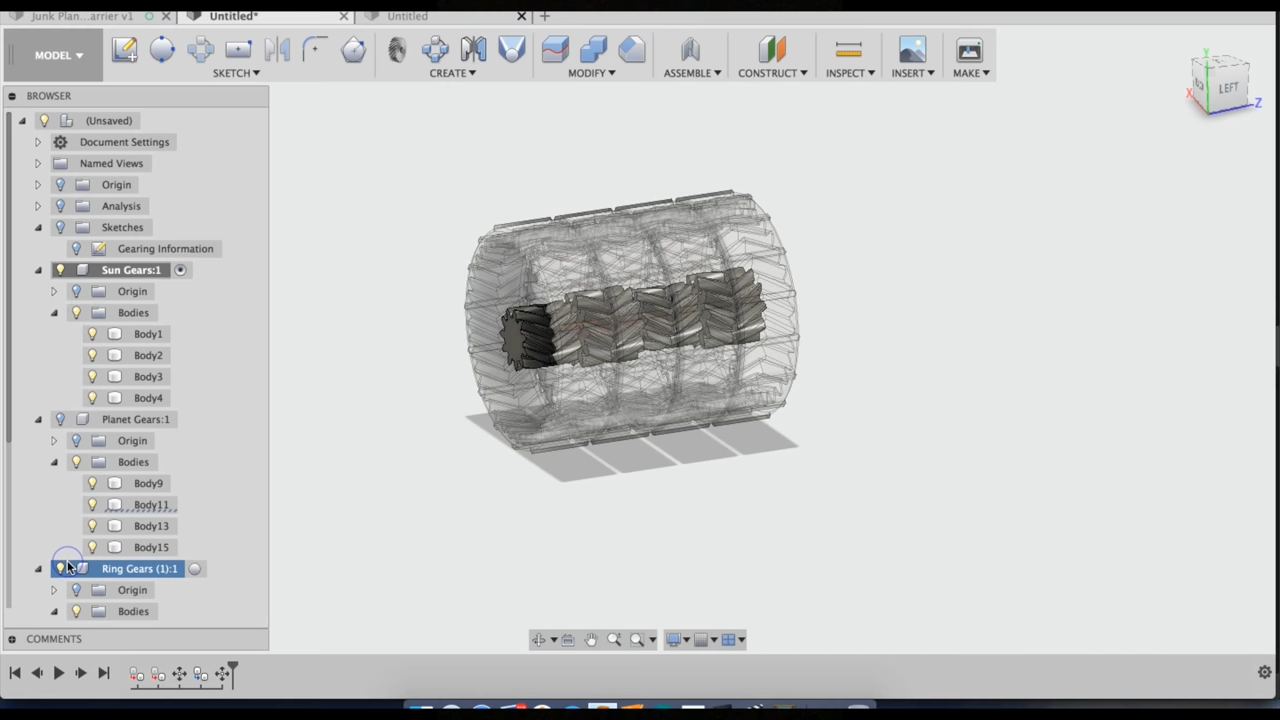 Junk Plan...arrier v1
Untitled*
Untitled
MODEL
SKETCH
CREATE
MODIFY
ASSEMBLE
CONSTRUCT
INSPECT
INSERT
MAKE
BROWSER
(Unsaved)
Document Settings
Named Views
Origin
Analysis
Sketches
Gearing Information
Sun Gears:1
Origin
Bodies
Body1
Body2
Body3
Body4
Planet Gears:1
Origin
Bodies
Body9
Body11
Body13
Body15
Ring Gears (1):1
Origin
Bodies
COMMENTS
Y
X
Z
LEFT